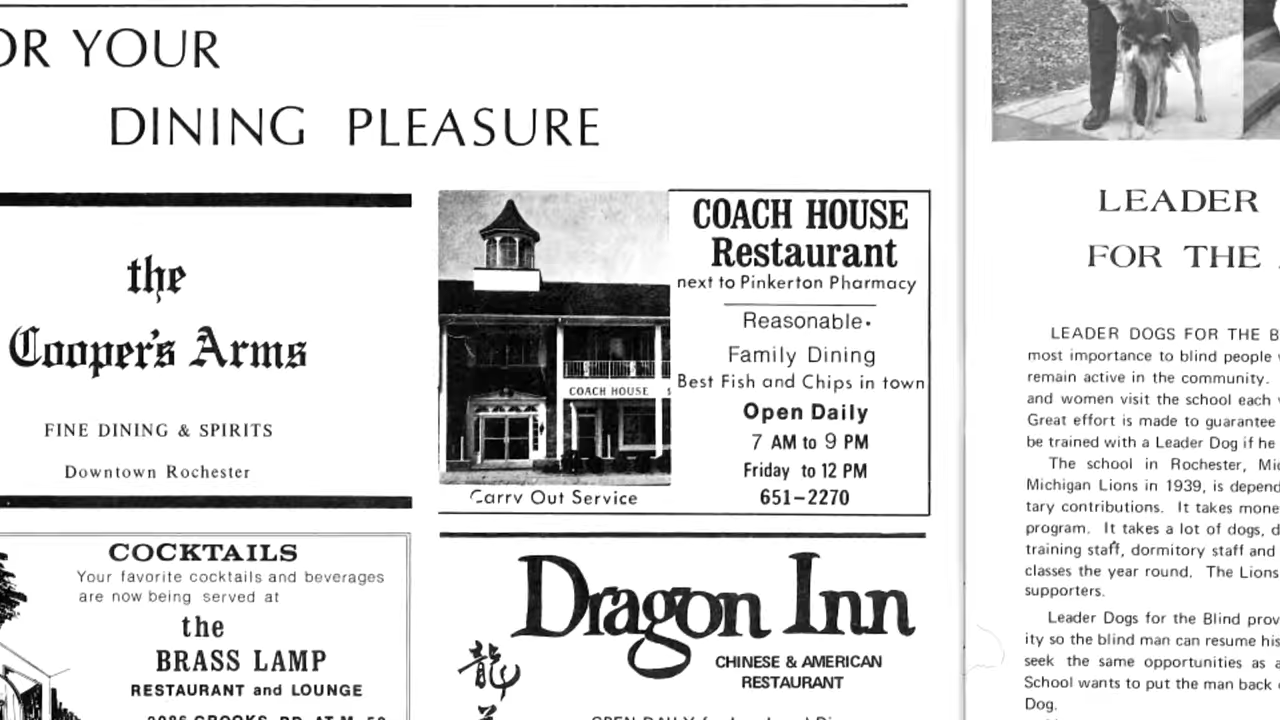 OR YOUR
DINING PLEASURE
the
Cooper's Arms
FINE DINING & SPIRITS
Downtown Rochester
COACH HOUSE
Restaurant
next to Pinkerton Pharmacy
Reasonable.
Family Dining
Best Fish and Chips in town
Open Daily
7 AM to 9 PM
Friday to 12 PM
651-2270
COACH HOUSE
Carry Out Service
COCKTAILS
Your favorite cocktails and beverages
are now being served at
the
BRASS LAMP
RESTAURANT and LOUNGE
Dragon Inn
龍
CHINESE & AMERICAN
RESTAURANT
LEADER
FOR THE
LEADER DOGS FOR THE B
most importance to blind people
remain active in the community.
and women visit the school each
Great effort is made to guarantee
be trained with a Leader Dog if he
The school in Rochester, Mic
Michigan Lions in 1939, is depend
tary contributions. It takes mone
program. It takes a lot of dogs, d
training staff, dormitory staff and
classes the year round. The Lions
supporters.
Leader Dogs for the Blind prov
ity so the blind man can resume his
seek the same opportunities as a
School wants to put the man back
Dog.